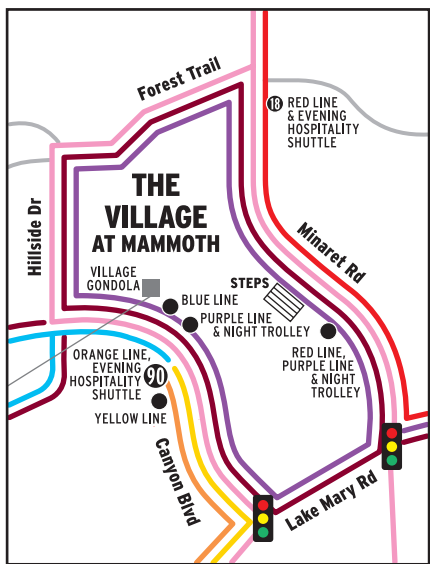 Forest Trail
18 RED LINE
& EVENING
HOSPITALITY
SHUTTLE
THE
VILLAGE
AT MAMMOTH
Hillside Dr
Minaret Rd
VILLAGE
GONDOLA
STEPS
BLUE LINE
PURPLE LINE
& NIGHT TROLLEY
RED LINE,
PURPLE LINE
& NIGHT
TROLLEY
ORANGE LINE,
EVENING
HOSPITALITY
SHUTTLE
90
YELLOW LINE
Canyon Blvd
Lake Mary Rd